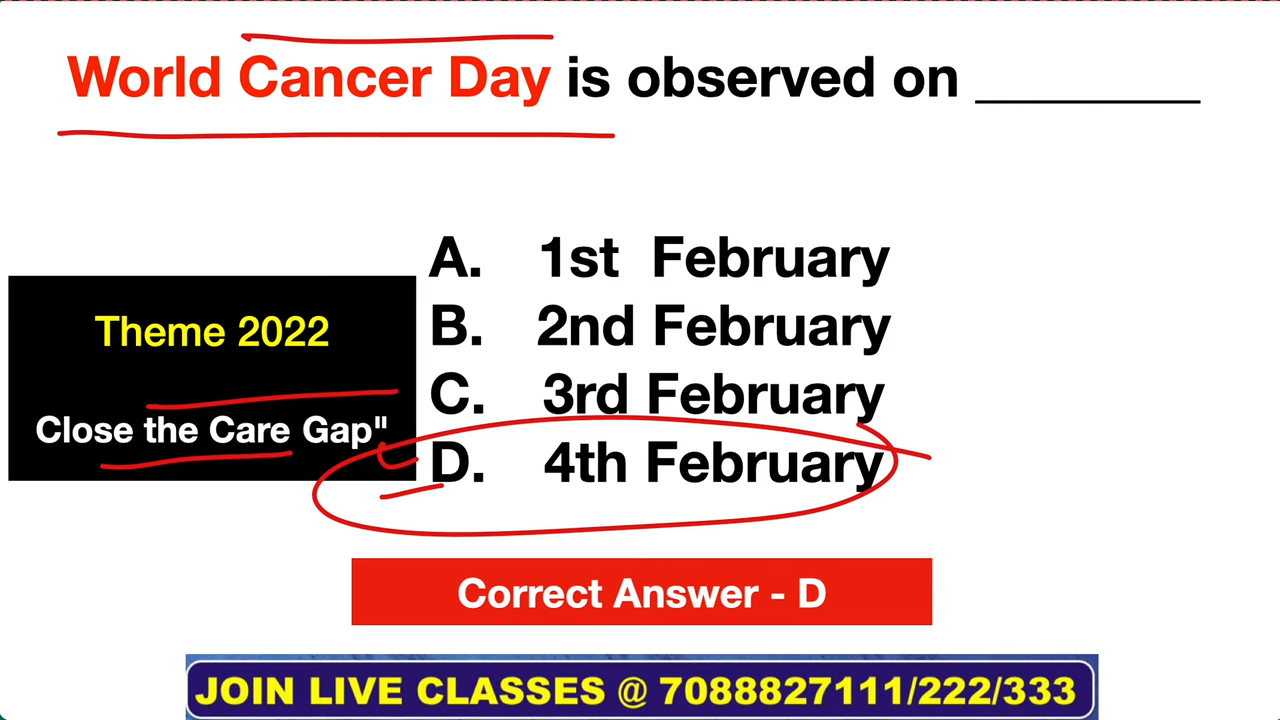 World Cancer Day is observed on _________
A. 1st February
B. 2nd February
C. 3rd February
D. 4th February
Theme 2022
Close the Care Gap"
Correct Answer - D
JOIN LIVE CLASSES @ 7088827111/222/333